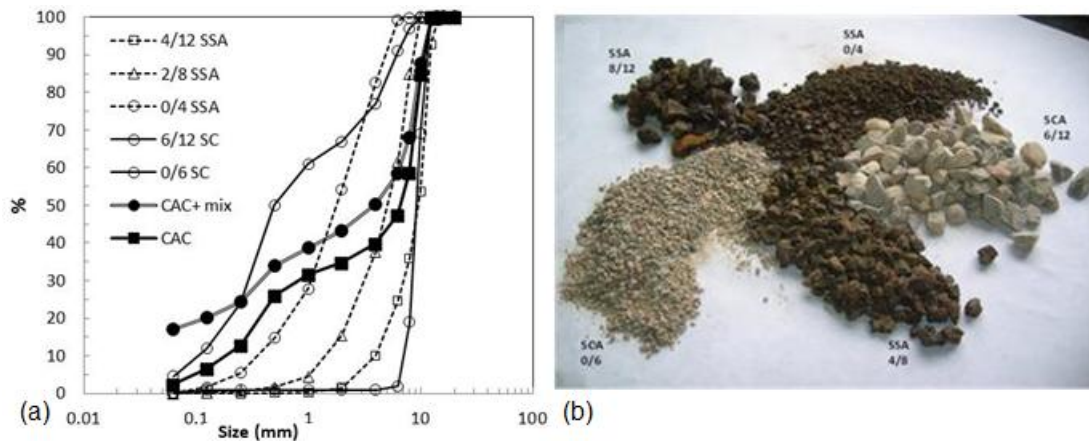 100
90
80
70
60
50
40
30
20
10
0
%
4/12 SSA
2/8 SSA
0/4 SSA
6/12 SC
0/6 SC
CAC+ mix
CAC
0.01 0.1 1 10 100
Size (mm)
(a)
SSA
8/12
SSA
0/4
SCA
6/12
SCA
0/6
SSA
4/8
(b)